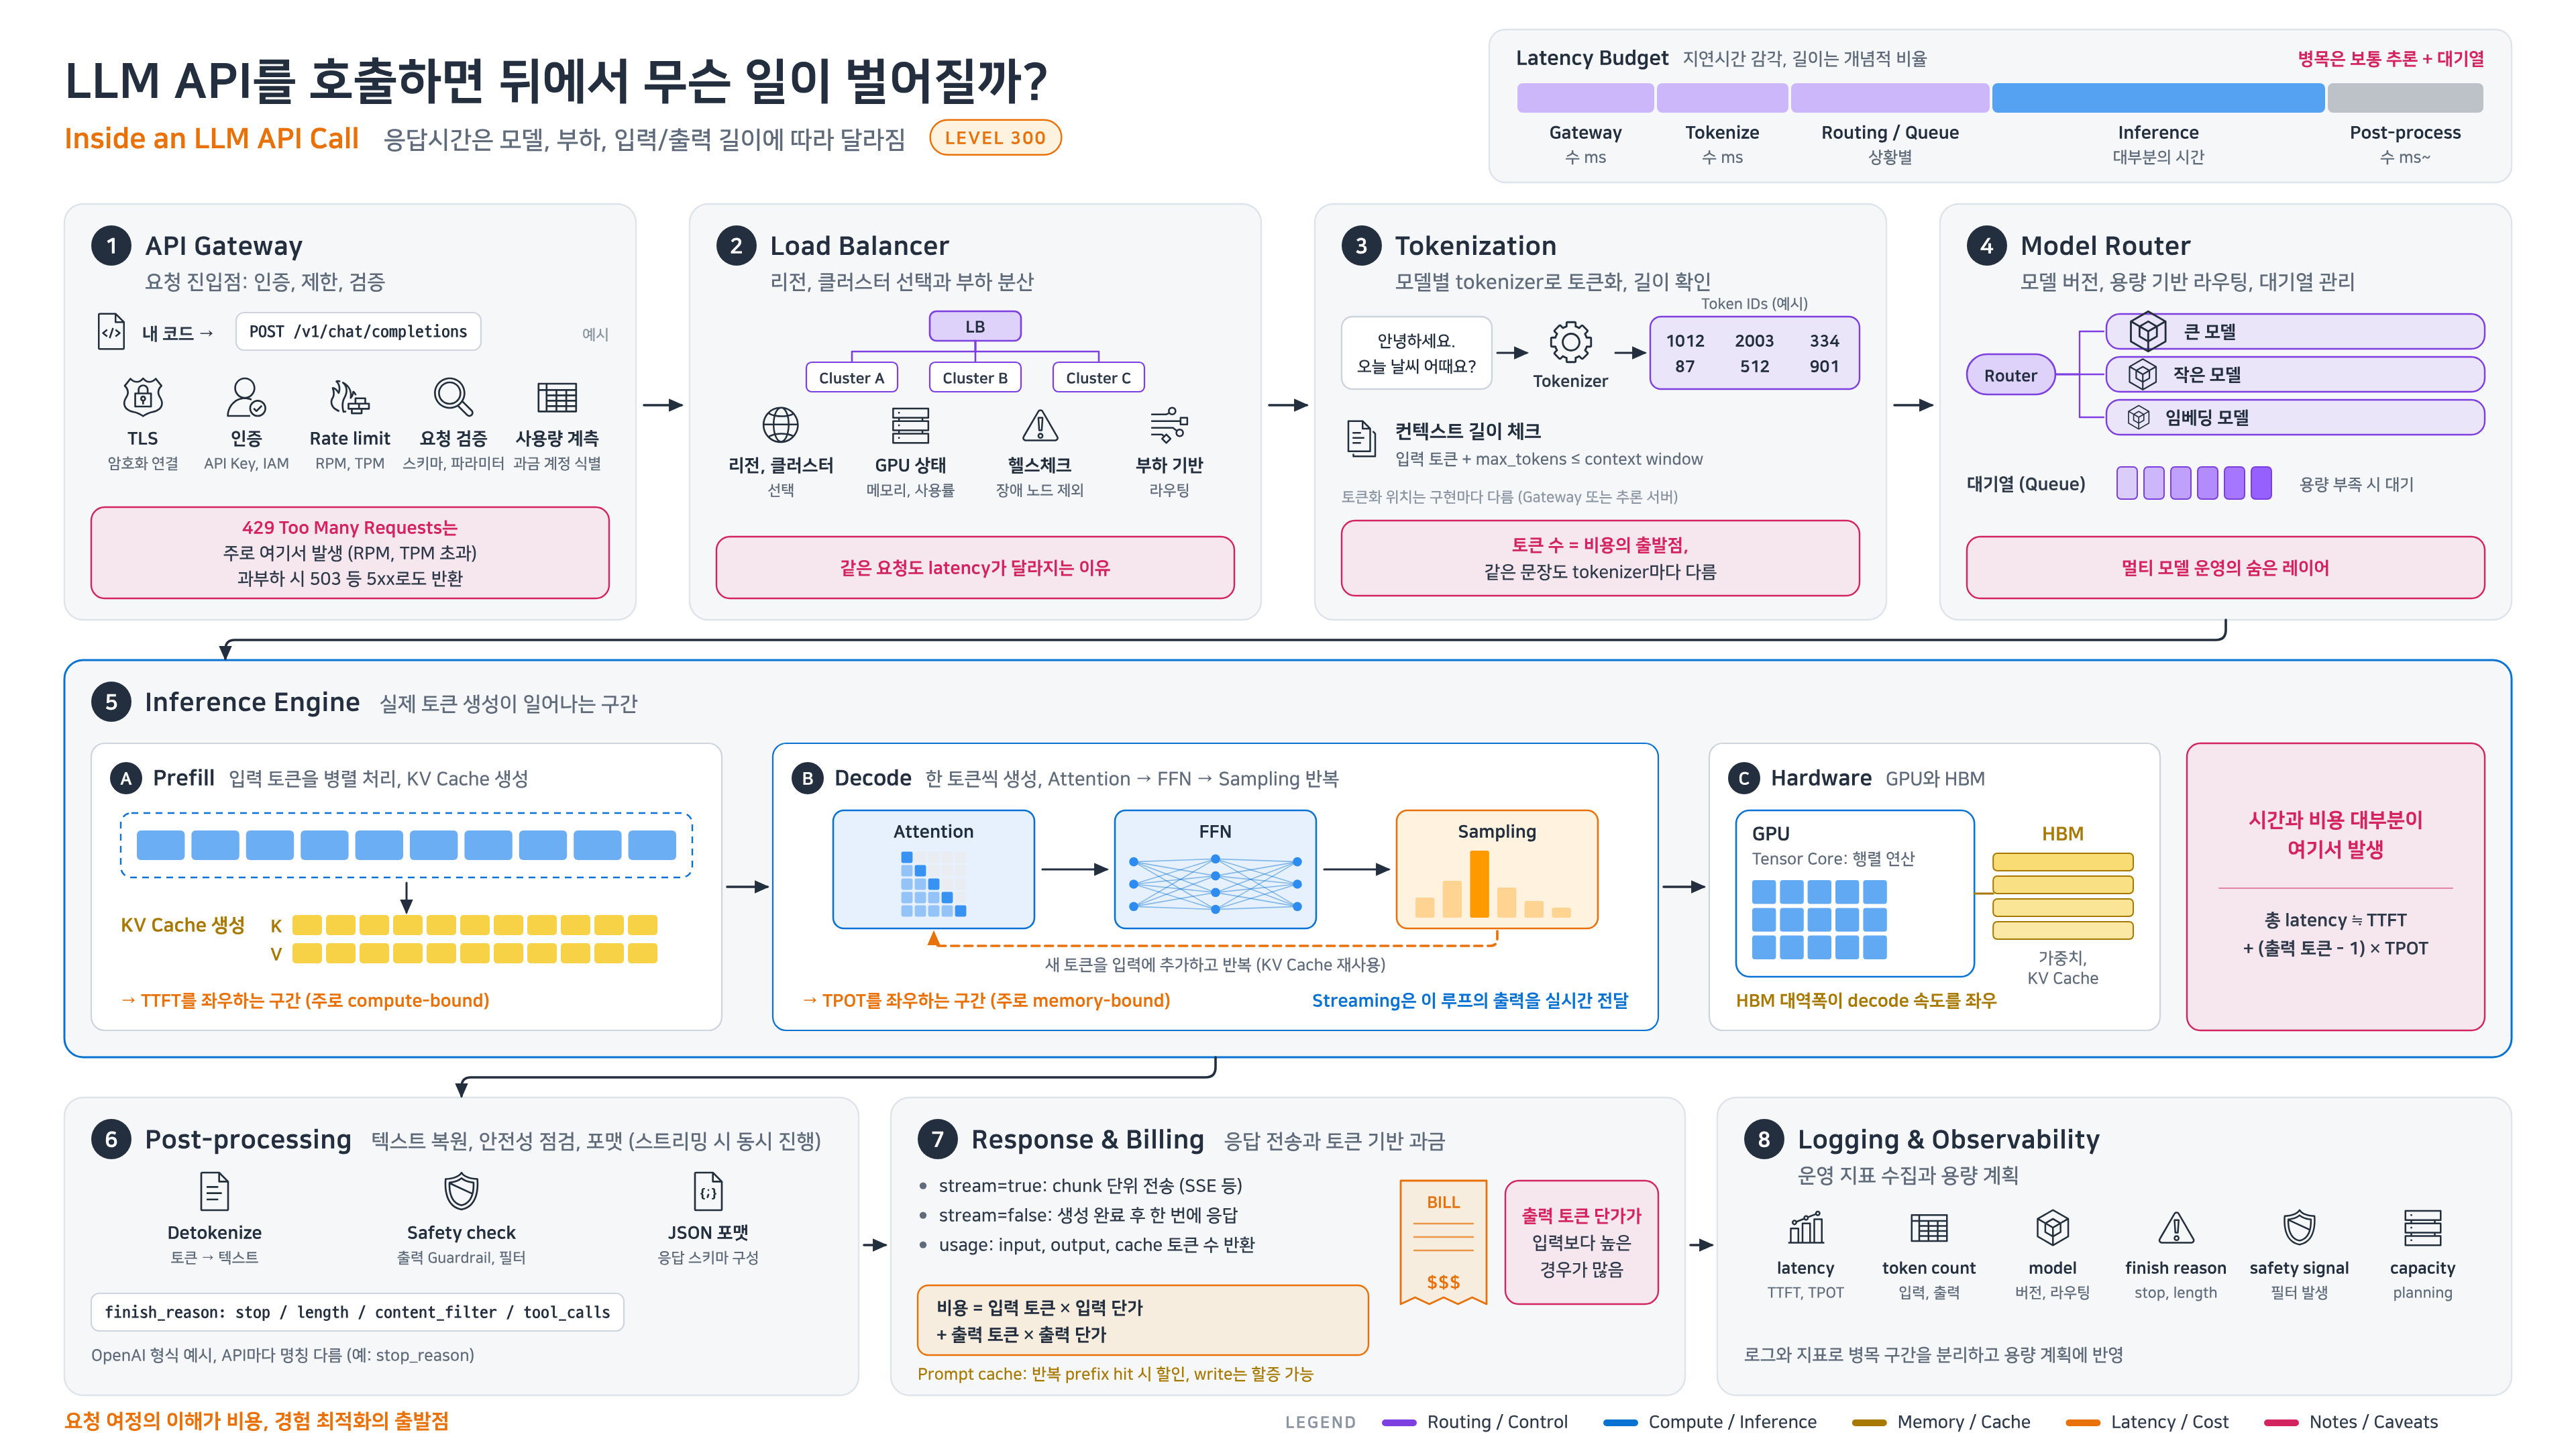 LLM API를 호출하면 뒤에서 무슨 일이 벌어질까?
Inside an LLM API Call 응답시간은 모델, 부하, 입력/출력 길이에 따라 달라짐 LEVEL 300
Latency Budget 지연시간 감각, 길이는 개념적 비율 병목은 보통 추론 + 대기열
Gateway Tokenize Routing / Queue Inference Post-process
수 ms 수 ms 상황별 대부분의 시간 수 ms~
1 API Gateway
요청 진입점: 인증, 제한, 검증
내 코드 → POST /v1/chat/completions 예시
TLS 인증 Rate limit 요청 검증 사용량 계측
암호화 연결 API Key, IAM RPM, TPM 스키마, 파라미터 과금 계정 식별
429 Too Many Requests는
주로 여기서 발생 (RPM, TPM 초과)
과부하 시 503 등 5xx로도 반환
2 Load Balancer
리전, 클러스터 선택과 부하 분산
LB
Cluster A Cluster B Cluster C
리전, 클러스터 GPU 상태 헬스체크 부하 기반
선택 메모리, 사용률 장애 노드 제외 라우팅
같은 요청도 latency가 달라지는 이유
3 Tokenization
모델별 tokenizer로 토큰화, 길이 확인
Token IDs (예시)
안녕하세요.
오늘 날씨 어때요?
Tokenizer
1012 2003 334
87 512 901
컨텍스트 길이 체크
입력 토큰 + max_tokens ≤ context window
토큰화 위치는 구현마다 다름 (Gateway 또는 추론 서버)
토큰 수 = 비용의 출발점,
같은 문장도 tokenizer마다 다름
4 Model Router
모델 버전, 용량 기반 라우팅, 대기열 관리
Router
큰 모델
작은 모델
임베딩 모델
대기열 (Queue) 용량 부족 시 대기
멀티 모델 운영의 숨은 레이어
5 Inference Engine 실제 토큰 생성이 일어나는 구간
A Prefill 입력 토큰을 병렬 처리, KV Cache 생성
KV Cache 생성 K
V
→ TTFT를 좌우하는 구간 (주로 compute-bound)
B Decode 한 토큰씩 생성, Attention → FFN → Sampling 반복
Attention FFN Sampling
새 토큰을 입력에 추가하고 반복 (KV Cache 재사용)
→ TPOT를 좌우하는 구간 (주로 memory-bound) Streaming은 이 루프의 출력을 실시간 전달
C Hardware GPU와 HBM
GPU
Tensor Core: 행렬 연산
HBM
가중치,
KV Cache
HBM 대역폭이 decode 속도를 좌우
시간과 비용 대부분이
여기서 발생
총 latency ≒ TTFT
+ (출력 토큰 - 1) × TPOT
6 Post-processing 텍스트 복원, 안전성 점검, 포맷 (스트리밍 시 동시 진행)
Detokenize Safety check JSON 포맷
토큰 → 텍스트 출력 Guardrail, 필터 응답 스키마 구성
finish_reason: stop / length / content_filter / tool_calls
OpenAI 형식 예시, API마다 명칭 다름 (예: stop_reason)
7 Response & Billing 응답 전송과 토큰 기반 과금
• stream=true: chunk 단위 전송 (SSE 등)
• stream=false: 생성 완료 후 한 번에 응답
• usage: input, output, cache 토큰 수 반환
비용 = 입력 토큰 × 입력 단가
+ 출력 토큰 × 출력 단가
Prompt cache: 반복 prefix hit 시 할인, write는 할증 가능
BILL
$$$
출력 토큰 단가가
입력보다 높은
경우가 많음
8 Logging & Observability
운영 지표 수집과 용량 계획
latency token count model finish reason safety signal capacity
TTFT, TPOT 입력, 출력 버전, 라우팅 stop, length 필터 발생 planning
로그와 지표로 병목 구간을 분리하고 용량 계획에 반영
요청 여정의 이해가 비용, 경험 최적화의 출발점
LEGEND Routing / Control Compute / Inference Memory / Cache Latency / Cost Notes / Caveats